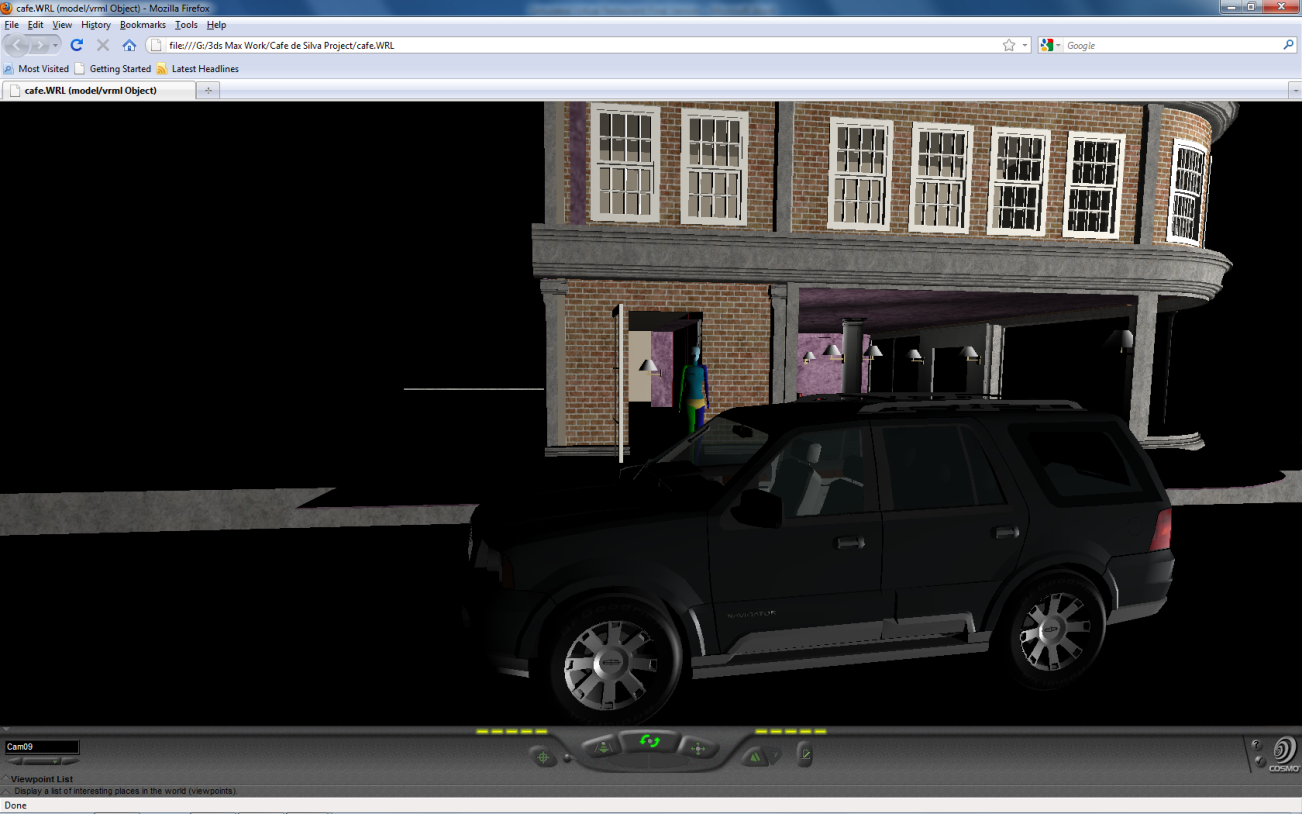 cafe.WRL (model/vrml Object) - Mozilla Firefox
File Edit View History Bookmarks Tools Help
file:///G:/3ds Max Work/Cafe de Silva Project/cafe.WRL
Google
Most Visited Getting Started Latest Headlines
cafe.WRL (model/vrml Object)
NAVIGATOR
Cam09
COSMO
Viewpoint List
Display a list of interesting places in the world (viewpoints)
Done